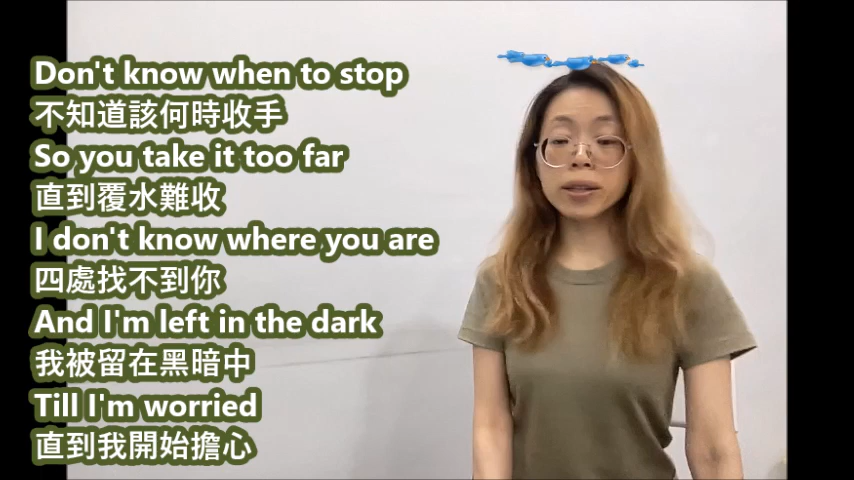 Don't know when to stop
不知道該何時收手
So you take it too far
直到覆水難收
I don't know where you are
四處找不到你
And I'm left in the dark
我被留在黑暗中
Till I'm worried
直到我開始擔心